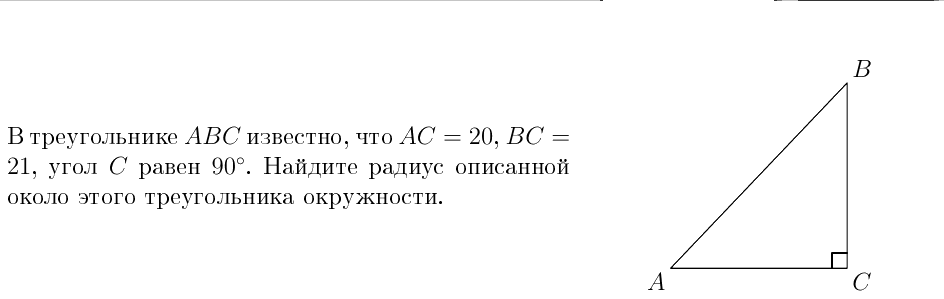 В треугольнике ABC известно, что AC = 20, BC =
21, угол C равен 90°. Найдите радиус описанной
около этого треугольника окружности.
B
A
C